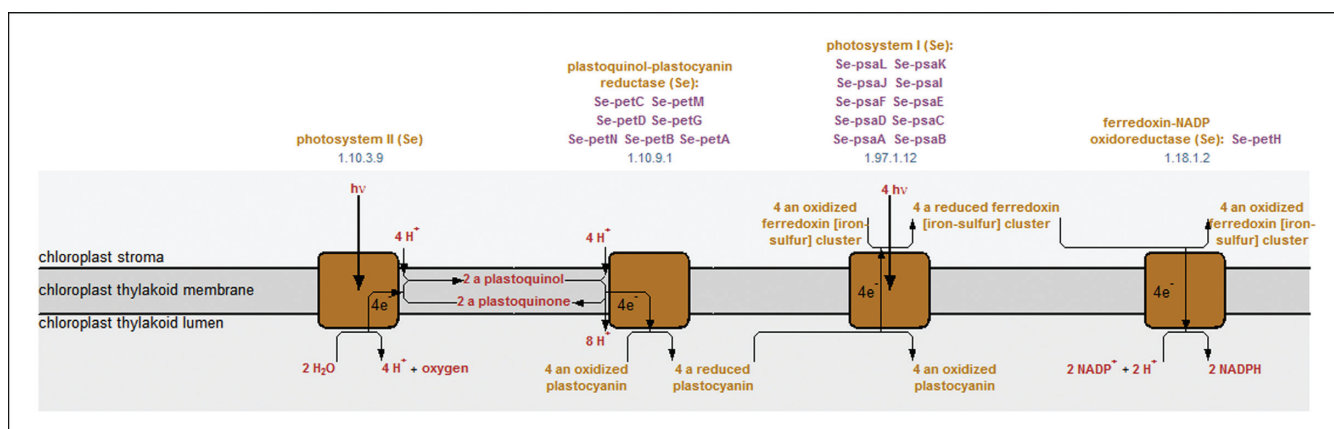 photosystem II (Se)
1.10.3.9
plastoquinol-plastocyanin
reductase (Se):
Se-petC Se-petM
Se-petD Se-petG
Se-petN Se-petB Se-petA
1.10.9.1
photosystem I (Se):
Se-psaL Se-psaK
Se-psaJ Se-psaI
Se-psaF Se-psaE
Se-psaD Se-psaC
Se-psaA Se-psaB
1.97.1.12
ferredoxin-NADP
oxidoreductase (Se): Se-petH
1.18.1.2
hν
4 hν
4 an oxidized
ferredoxin [iron-
sulfur] cluster
4 a reduced ferredoxin
[iron-sulfur] cluster
4 an oxidized
ferredoxin [iron-
sulfur] cluster
4 H⁺
4 H⁺
chloroplast stroma
2 a plastoquinol
chloroplast thylakoid membrane
2 a plastoquinone
4e⁻
4e⁻
4e⁻
4e⁻
chloroplast thylakoid lumen
8 H⁺
2 H₂O
4 H⁺ + oxygen
4 an oxidized
plastocyanin
4 a reduced
plastocyanin
4 an oxidized
plastocyanin
2 NADP⁺ + 2 H⁺
2 NADPH